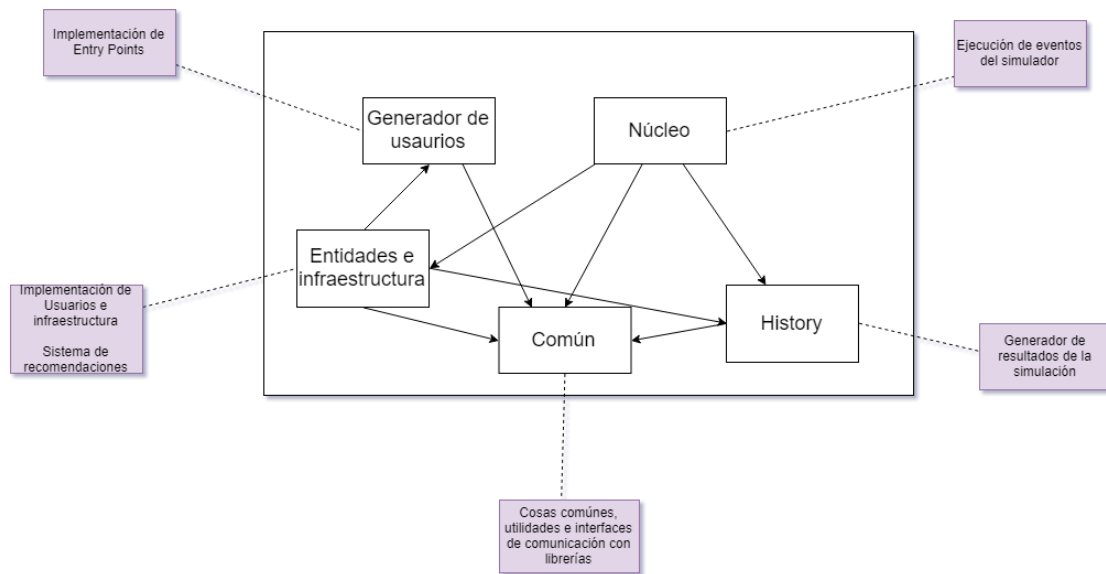 Implementación de
Entry Points
Ejecución de eventos
del simulador
Generador de
usaurios
Núcleo
Entidades e
infraestructura
Implementación de
Usuarios e
infraestructura
Sistema de
recomendaciones
Común
History
Generador de
resultados de la
simulación
Cosas comúnes,
utilidades e interfaces
de comunicación con
librerías